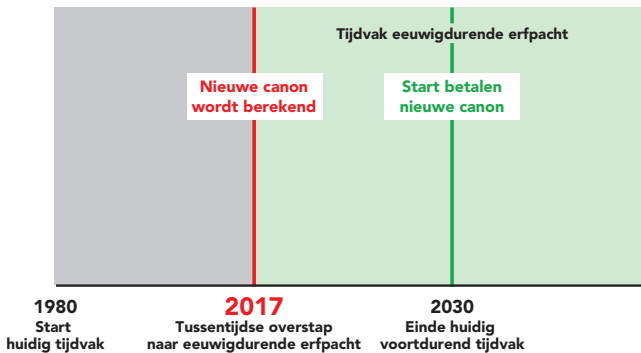 Tijdvak eeuwigdurende erfpacht
Nieuwe canon
wordt berekend
Start betalen
nieuwe canon
1980
Start
huidig tijdvak
2017
Tussentijdse overstap
naar eeuwigdurende erfpacht
2030
Einde huidig
voortdurend tijdvak